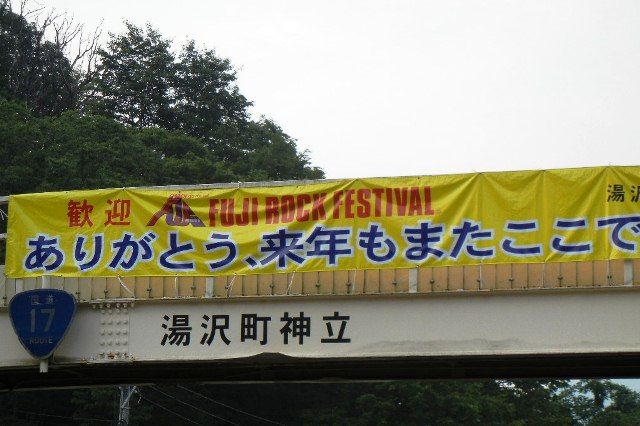 歓迎 FUJI ROCK FESTIVAL 湯沢
ありがとう、来年もまたここで
国道
17
ROUTE
湯沢町神立